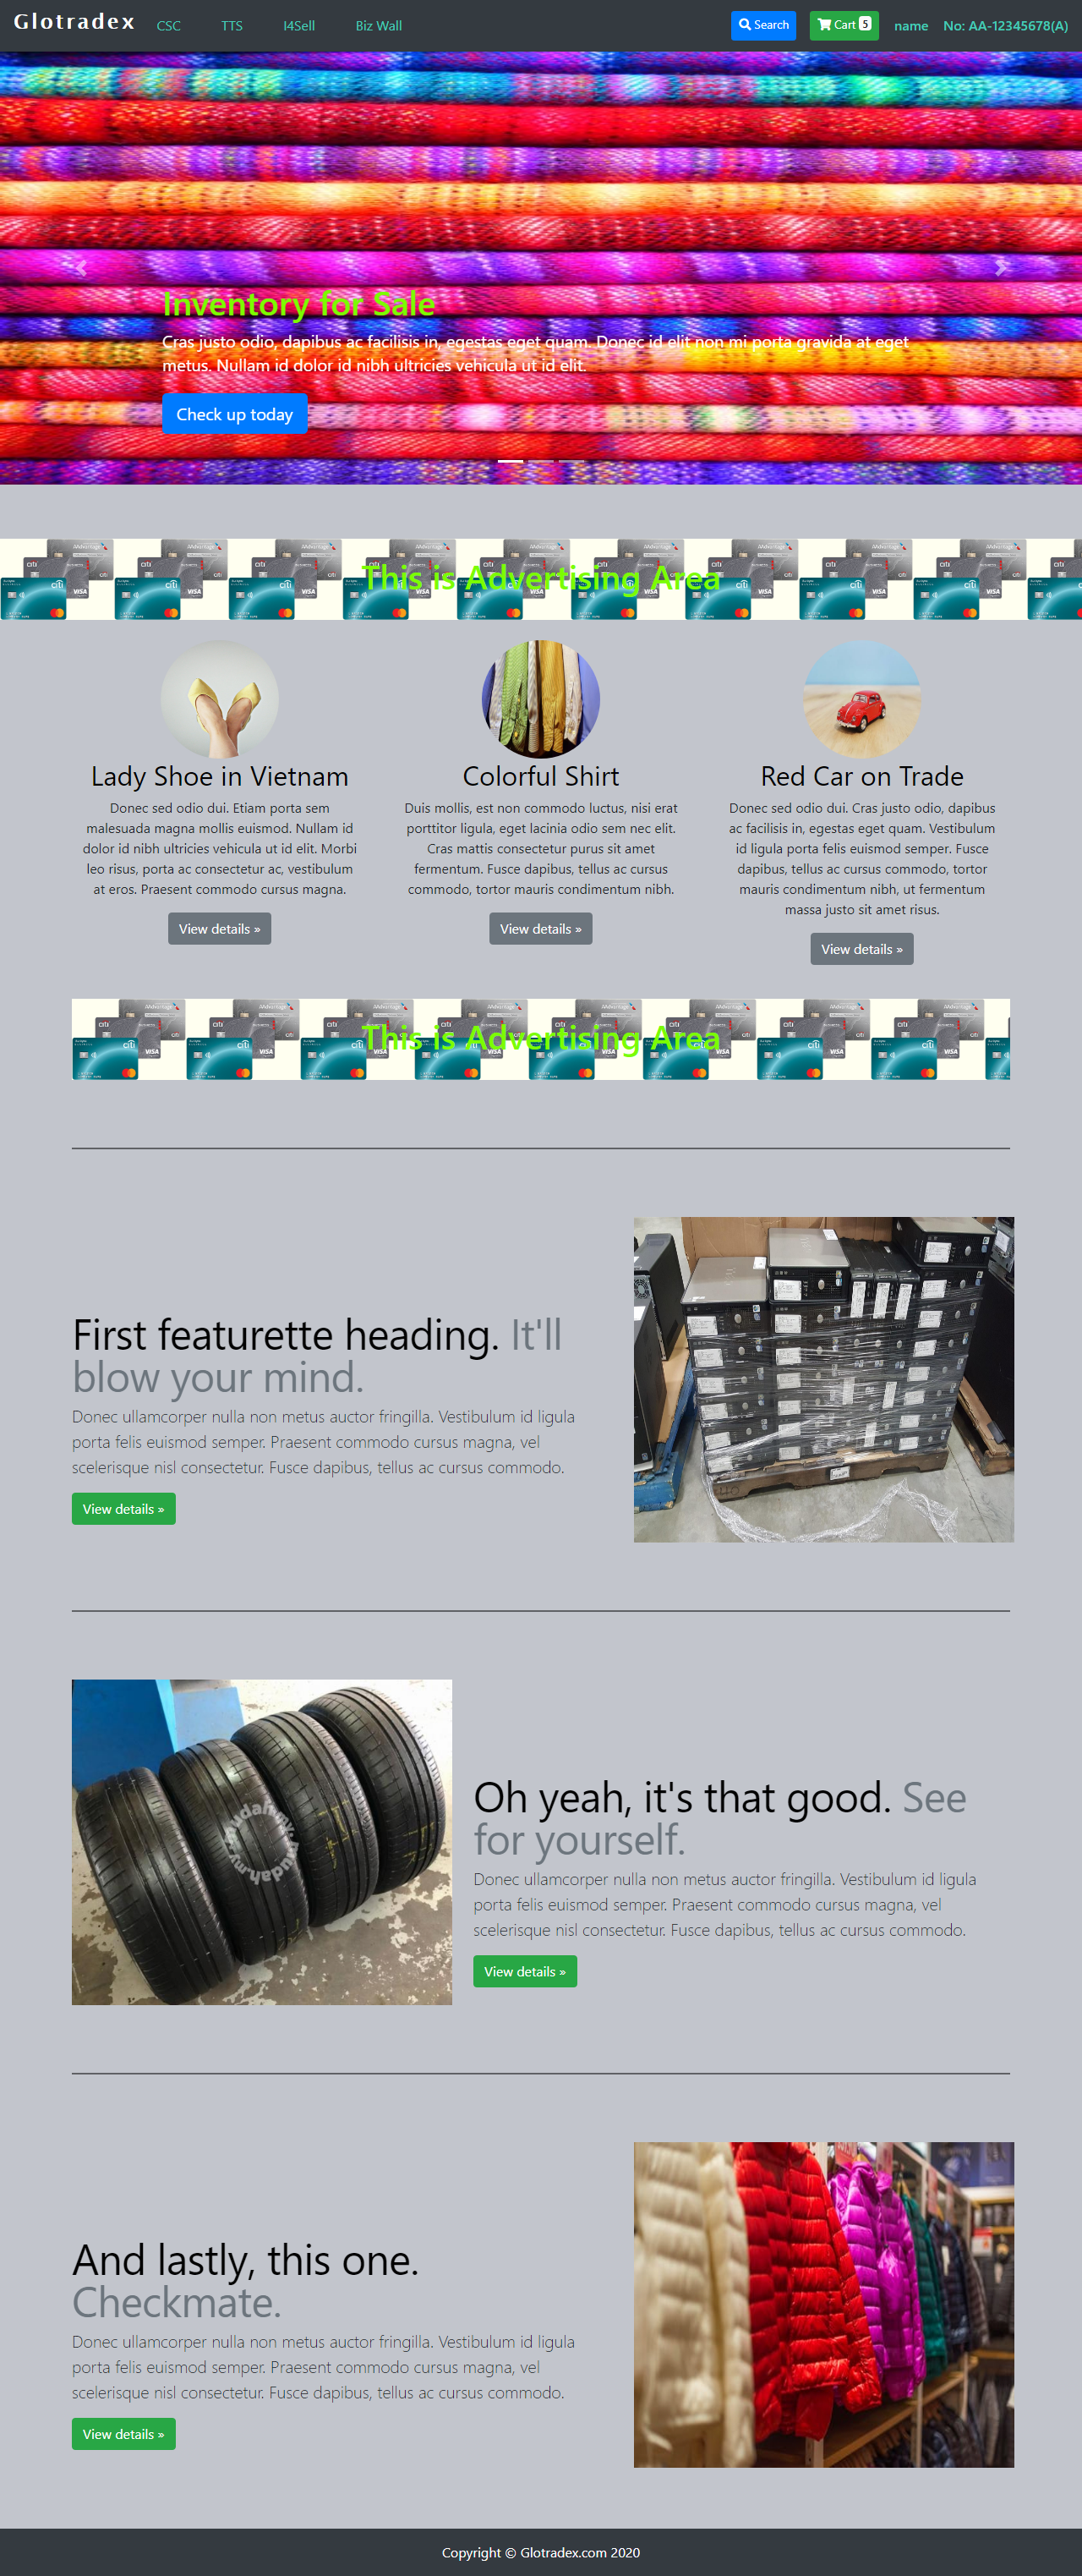 Glotradex CSC TTS I4Sell Biz Wall Search Cart 5 name No: AA-12345678(A)
Inventory for Sale
Cras justo odio, dapibus ac facilisis in, egestas eget quam. Donec id elit non mi porta gravida at eget
metus. Nullam id dolor id nibh ultricies vehicula ut id elit.
Check up today
This is Advertising Area
Lady Shoe in Vietnam
Donec sed odio dui. Etiam porta sem
malesuada magna mollis euismod. Nullam id
dolor id nibh ultricies vehicula ut id elit. Morbi
leo risus, porta ac consectetur ac, vestibulum
at eros. Praesent commodo cursus magna.
View details »
Colorful Shirt
Duis mollis, est non commodo luctus, nisi erat
porttitor ligula, eget lacinia odio sem nec elit.
Cras mattis consectetur purus sit amet
fermentum. Fusce dapibus, tellus ac cursus
commodo, tortor mauris condimentum nibh.
View details »
Red Car on Trade
Donec sed odio dui. Cras justo odio, dapibus
ac facilisis in, egestas eget quam. Vestibulum
id ligula porta felis euismod semper. Fusce
dapibus, tellus ac cursus commodo, tortor
mauris condimentum nibh, ut fermentum
massa justo sit amet risus.
View details »
This is Advertising Area
First featurette heading. It'll
blow your mind.
Donec ullamcorper nulla non metus auctor fringilla. Vestibulum id ligula
porta felis euismod semper. Praesent commodo cursus magna, vel
scelerisque nisl consectetur. Fusce dapibus, tellus ac cursus commodo.
View details »
mudah.my
Oh yeah, it's that good. See
for yourself.
Donec ullamcorper nulla non metus auctor fringilla. Vestibulum id ligula
porta felis euismod semper. Praesent commodo cursus magna, vel
scelerisque nisl consectetur. Fusce dapibus, tellus ac cursus commodo.
View details »
And lastly, this one.
Checkmate.
Donec ullamcorper nulla non metus auctor fringilla. Vestibulum id ligula
porta felis euismod semper. Praesent commodo cursus magna, vel
scelerisque nisl consectetur. Fusce dapibus, tellus ac cursus commodo.
View details »
Copyright © Glotradex.com 2020